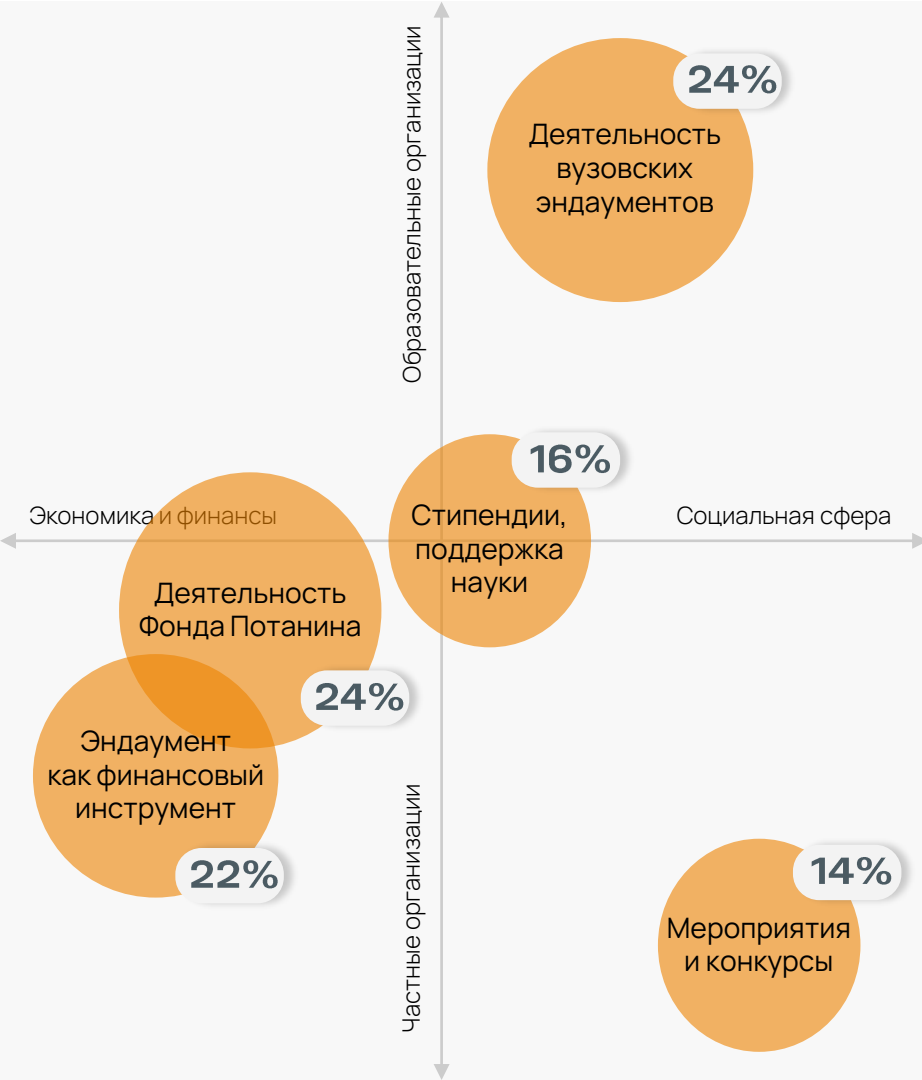 Образовательные организации
24%
Деятельность
вузовских
эндаументов
16%
Экономика и финансы
Стипендии,
поддержка
науки
Социальная сфера
Деятельность
Фонда Потанина
24%
Эндаумент
как финансовый
инструмент
22%
Частные организации
14%
Мероприятия
и конкурсы